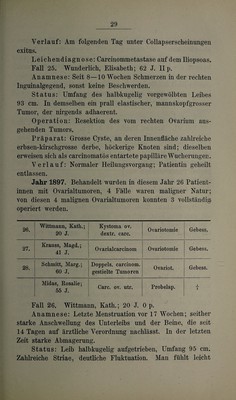 29
Verlauf: Am folgenden Tag unter Collapserscheinungen
exitus.
Leichendiagnose: Carcinommetastase auf dem Iliopsoas.
Fall 25. Wunderlich, Elisabeth; 62 J. II p.
Anamnese: Seit 8—10 Wochen Schmerzen in der rechten
Inguinalgegend, sonst keine Beschwerden.
Status: Umfang des halbkugelig vorgewölbten Leibes
93 cm. In demselben ein prall elastischer, mannskopfgrosser
Tumor, der nirgends adhaerent.
Operation: Resektion des vom rechten Ovarium aus-
gehenden Tumors.
Präparat: Grosse Cyste, an deren Innenfläche zahlreiche
erbsen-kirschgrosse derbe, höckerige Knoten sind; dieselben
erweisen sich als carcinomatös entartete papilläre Wucherungen.
Verlauf: Normaler Heilungsvorgang; Patientin geheilt
entlassen.
Jahr 1897. Behandelt wurden in diesem Jahr 26 Patient-
innen mit Ovarialtumoren, 4 Fälle waren maligner Natur;
von diesen 4 malignen Ovarialtumoren konnten 3 vollständig
operiert werden.
26. Wittmann, Kath.; 20 J. Kystoma ov. dextr. carc. Ovariotomie Gebess.
27. Krauss, Magd.; 41 J. Ovarialcarcinom Ovariotomie Gebess.
28. Schmitt, Marg.; 60 J. Doppels. carcinom. gestielte Tumoren Ovariot. Gebess.
Midas, Rosalie; 55 J. Carc. ov. utr. Probelap. †
Fall 26. Wittmann, Kath.; 20 J. 0 p.
Anamnese: Letzte Menstruation vor 17 Wochen; seither
starke Anschwellung des Unterleibs und der Beine, die seit
14 Tagen auf ärztliche Verordnung nachlässt. In der letzten
Zeit starke Abmagerung.
Status: Leib halbkugelig aufgetrieben, Umfang 95 cm.
Zahlreiche Striae, deutliche Fluktuation. Man fühlt leicht